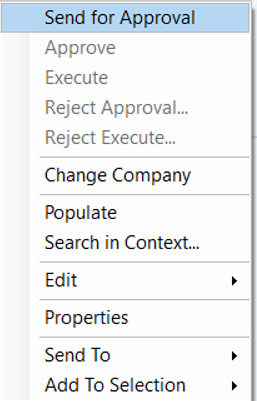 Send for Approval
Approve
Execute
Reject Approval...
Reject Execute...
Change Company
Populate
Search in Context...
Edit
Properties
Send To
Add To Selection